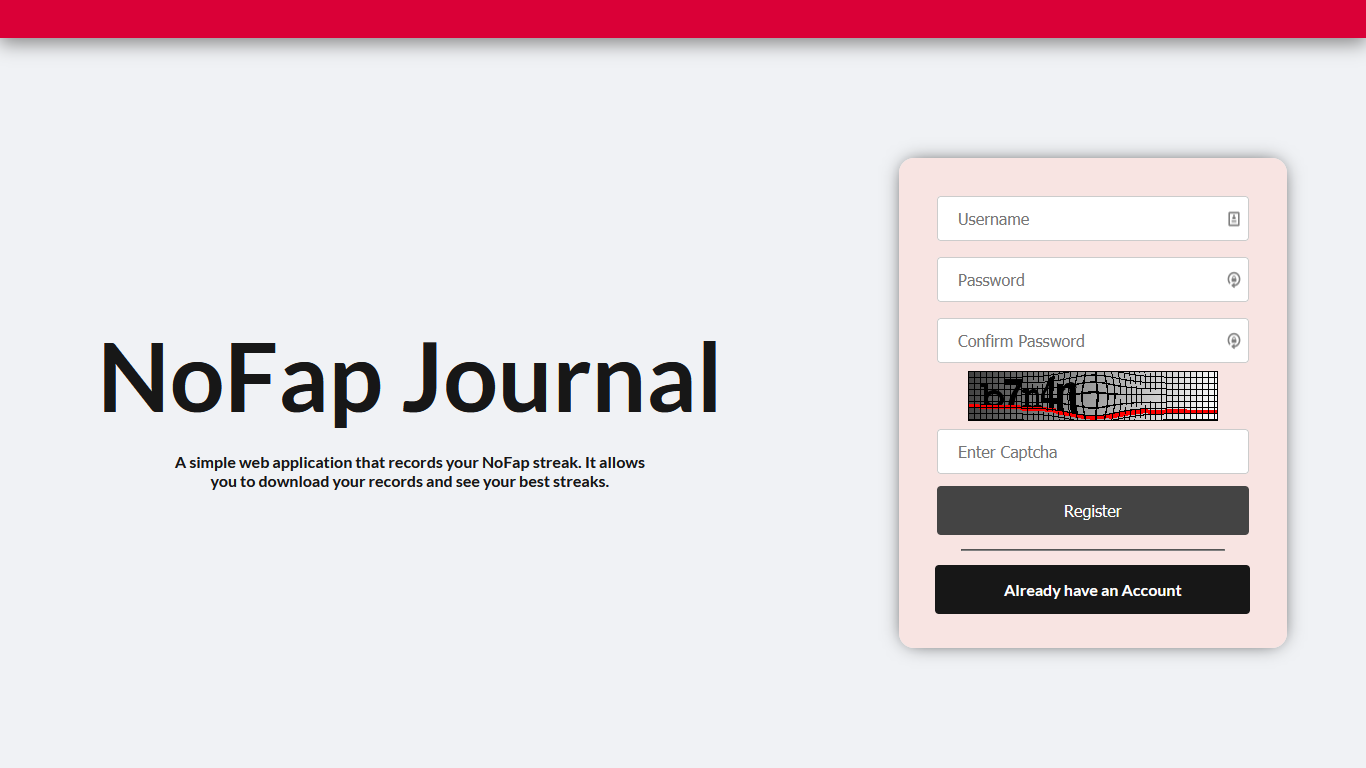 NoFap Journal
A simple web application that records your NoFap streak. It allows
you to download your records and see your best streaks.
Username
Password
Confirm Password
Enter Captcha
Register
Already have an Account